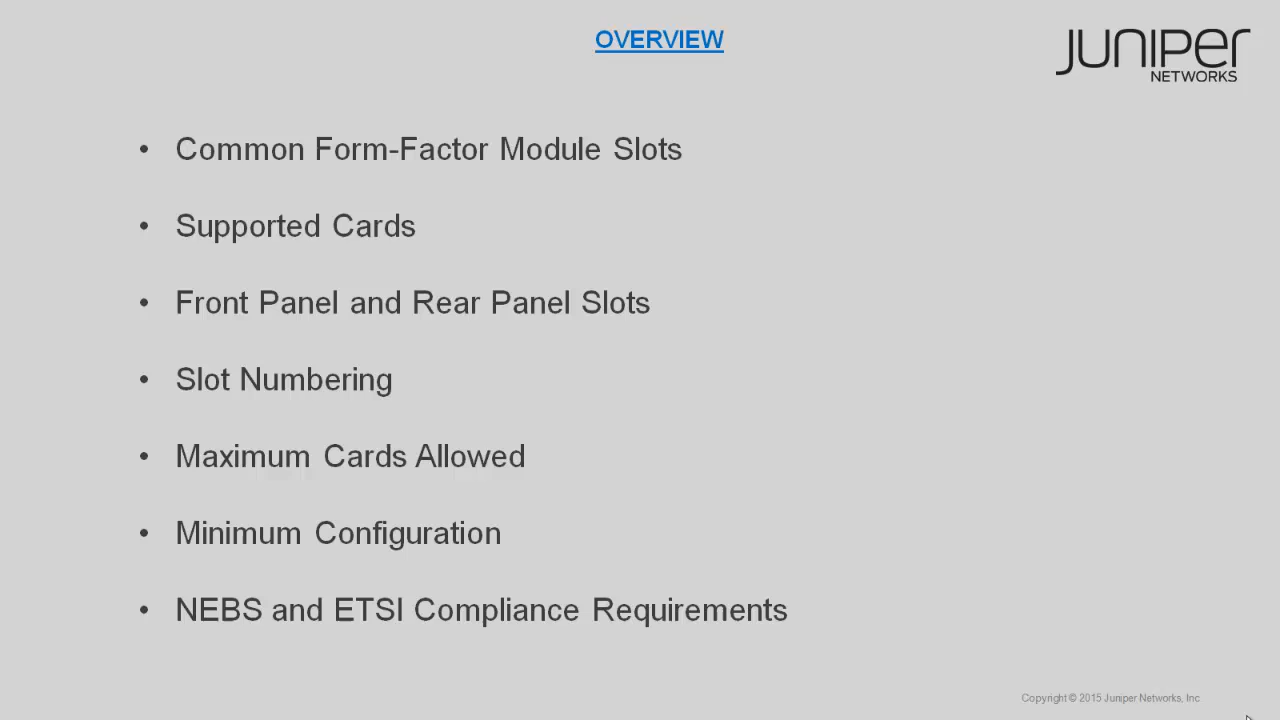 OVERVIEW
JUNIPER
NETWORKS
• Common Form-Factor Module Slots
• Supported Cards
• Front Panel and Rear Panel Slots
• Slot Numbering
• Maximum Cards Allowed
• Minimum Configuration
• NEBS and ETSI Compliance Requirements
Copyright © 2015 Juniper Networks, Inc